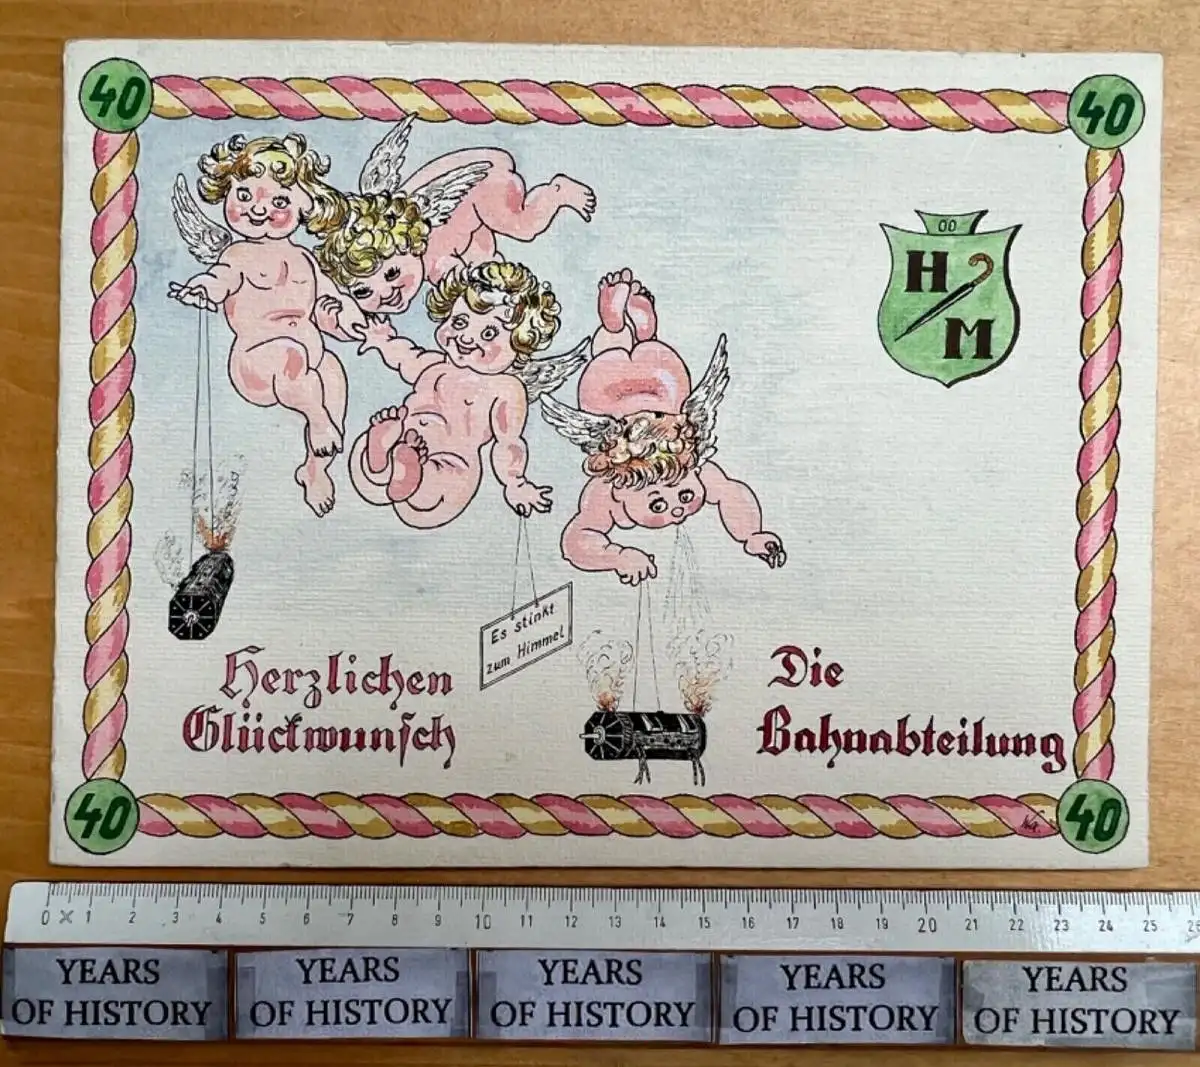 40
40
ÖÖ
H
M
Es stinkt
zum Himmel
Herzlichen
Glückwunsch
Die
Bahnabteilung
40
40
0 1 2 3 4 5 6 7 8 9 10 11 12 13 14 15 16 17 18 19 20 21 22 23 24 25 26
YEARS
OF HISTORY
YEARS
OF HISTORY
YEARS
OF HISTORY
YEARS
OF HISTORY
YEARS
OF HISTORY